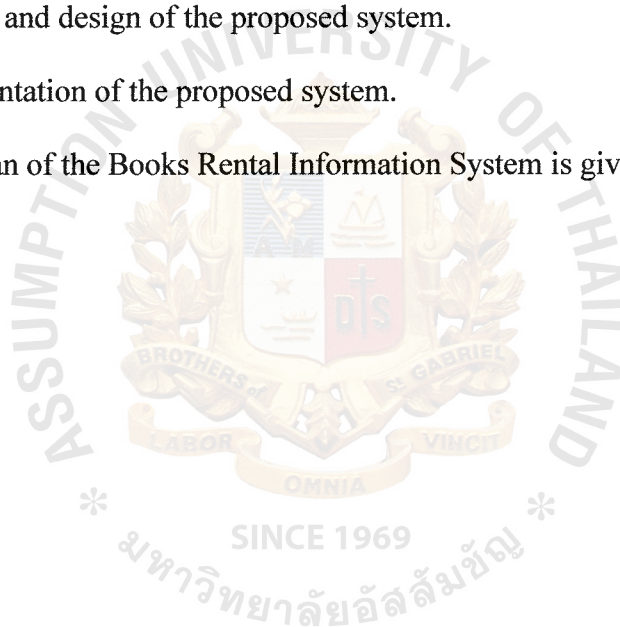 and design of the proposed system.
ntation of the proposed system.
n of the Books Rental Information System is giv
ASSUMPTION UNIVERSITY OF THAILAND
A M
D S
BROTHERS of St GABRIEL
LABOR
VINCIT
OMNIA
SINCE 1969
มหาวิทยาลัยอัสสัมชัญ